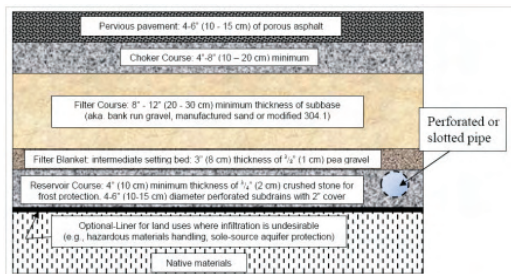 Pervious pavement: 4-6" (10 - 15 cm) of porous asphalt
Choker Course: 4"-8" (10 – 20 cm) minimum
Filter Course: 8" - 12" (20 - 30 cm) minimum thickness of subbase
(aka. bank run gravel, manufactured sand or modified 304.1)
Perforated or
slotted pipe
Filter Blanket: intermediate setting bed: 3" (8 cm) thickness of 3/8" (1 cm) pea gravel
Reservoir Course: 4" (10 cm) minimum thickness of 3/4" (2 cm) crushed stone for
frost protection. 4-6" (10-15 cm) diameter perforated subdrains with 2" cover
Optional-Liner for land uses where infiltration is undesirable
(e.g., hazardous materials handling, sole-source aquifer protection)
Native materials